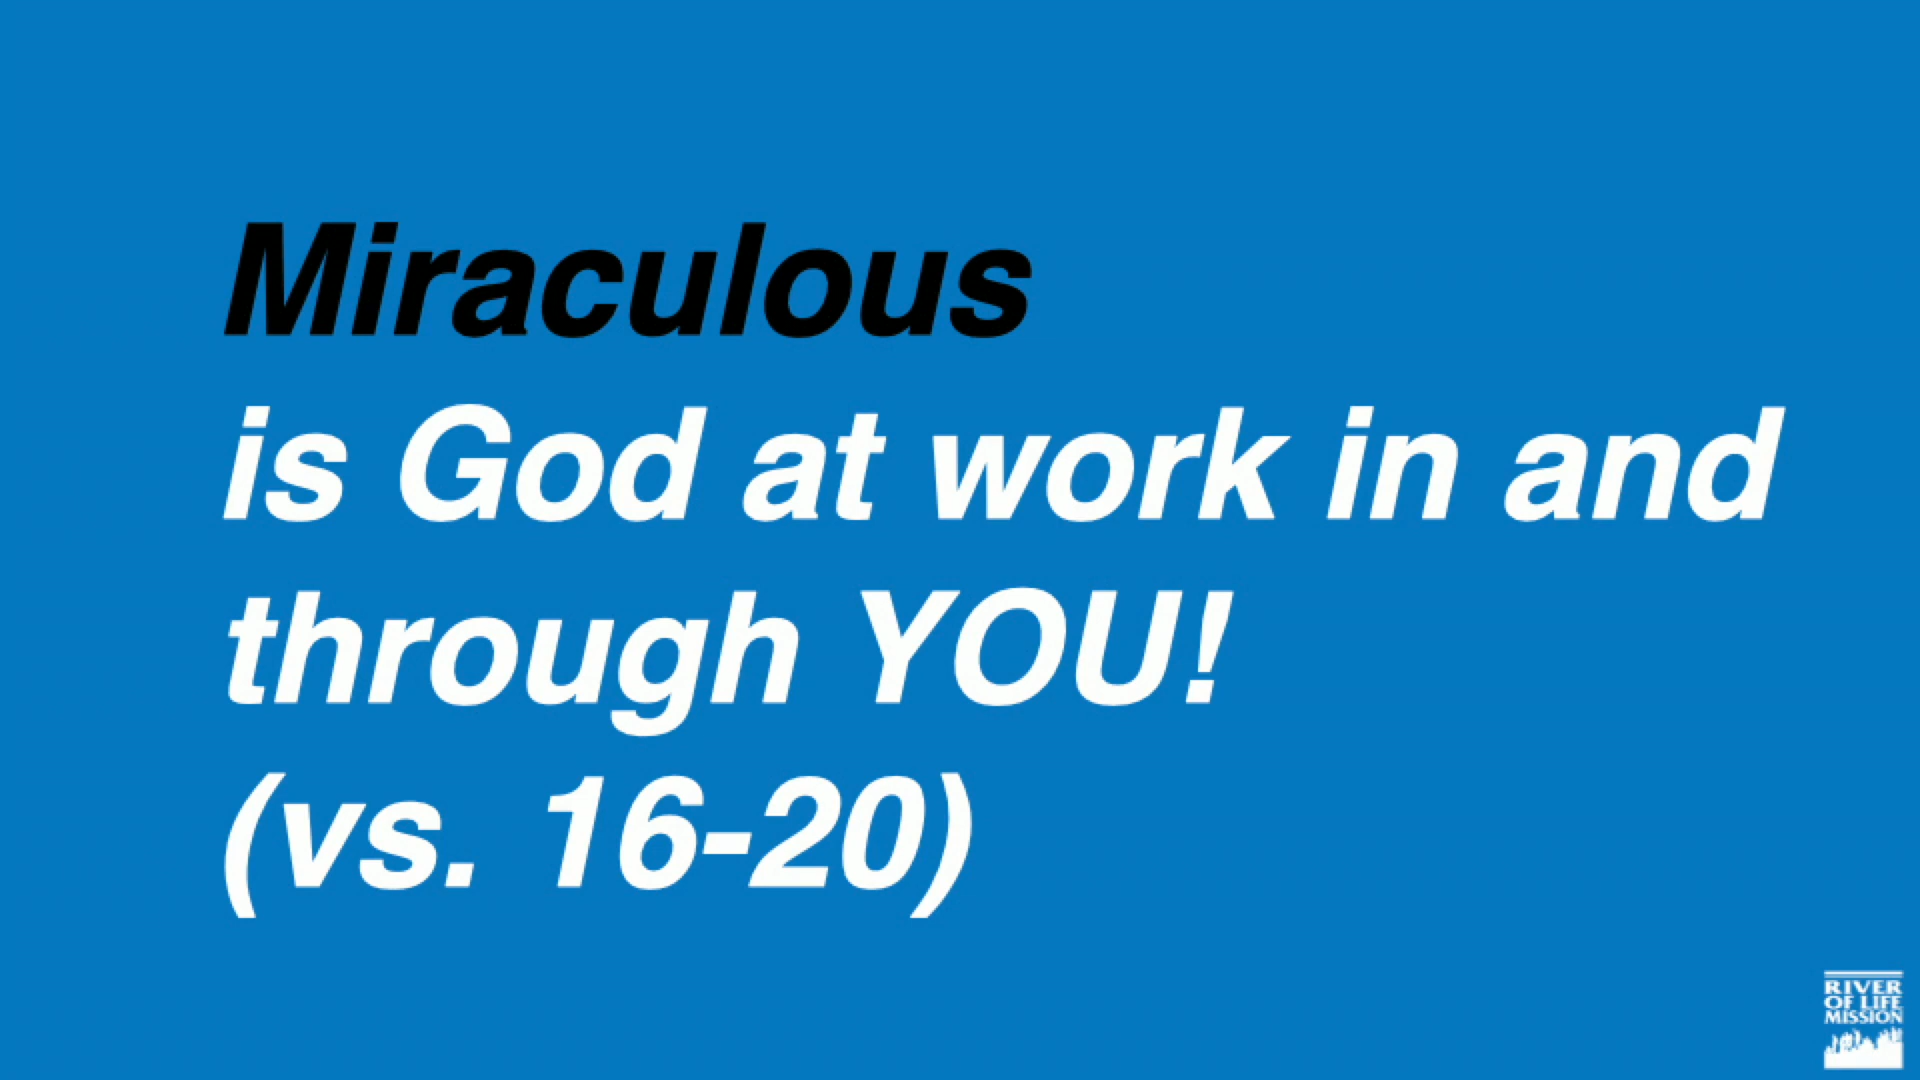 Miraculous
is God at work in and
through YOU!
(vs. 16-20)
RIVER
OF LIFE
MISSION